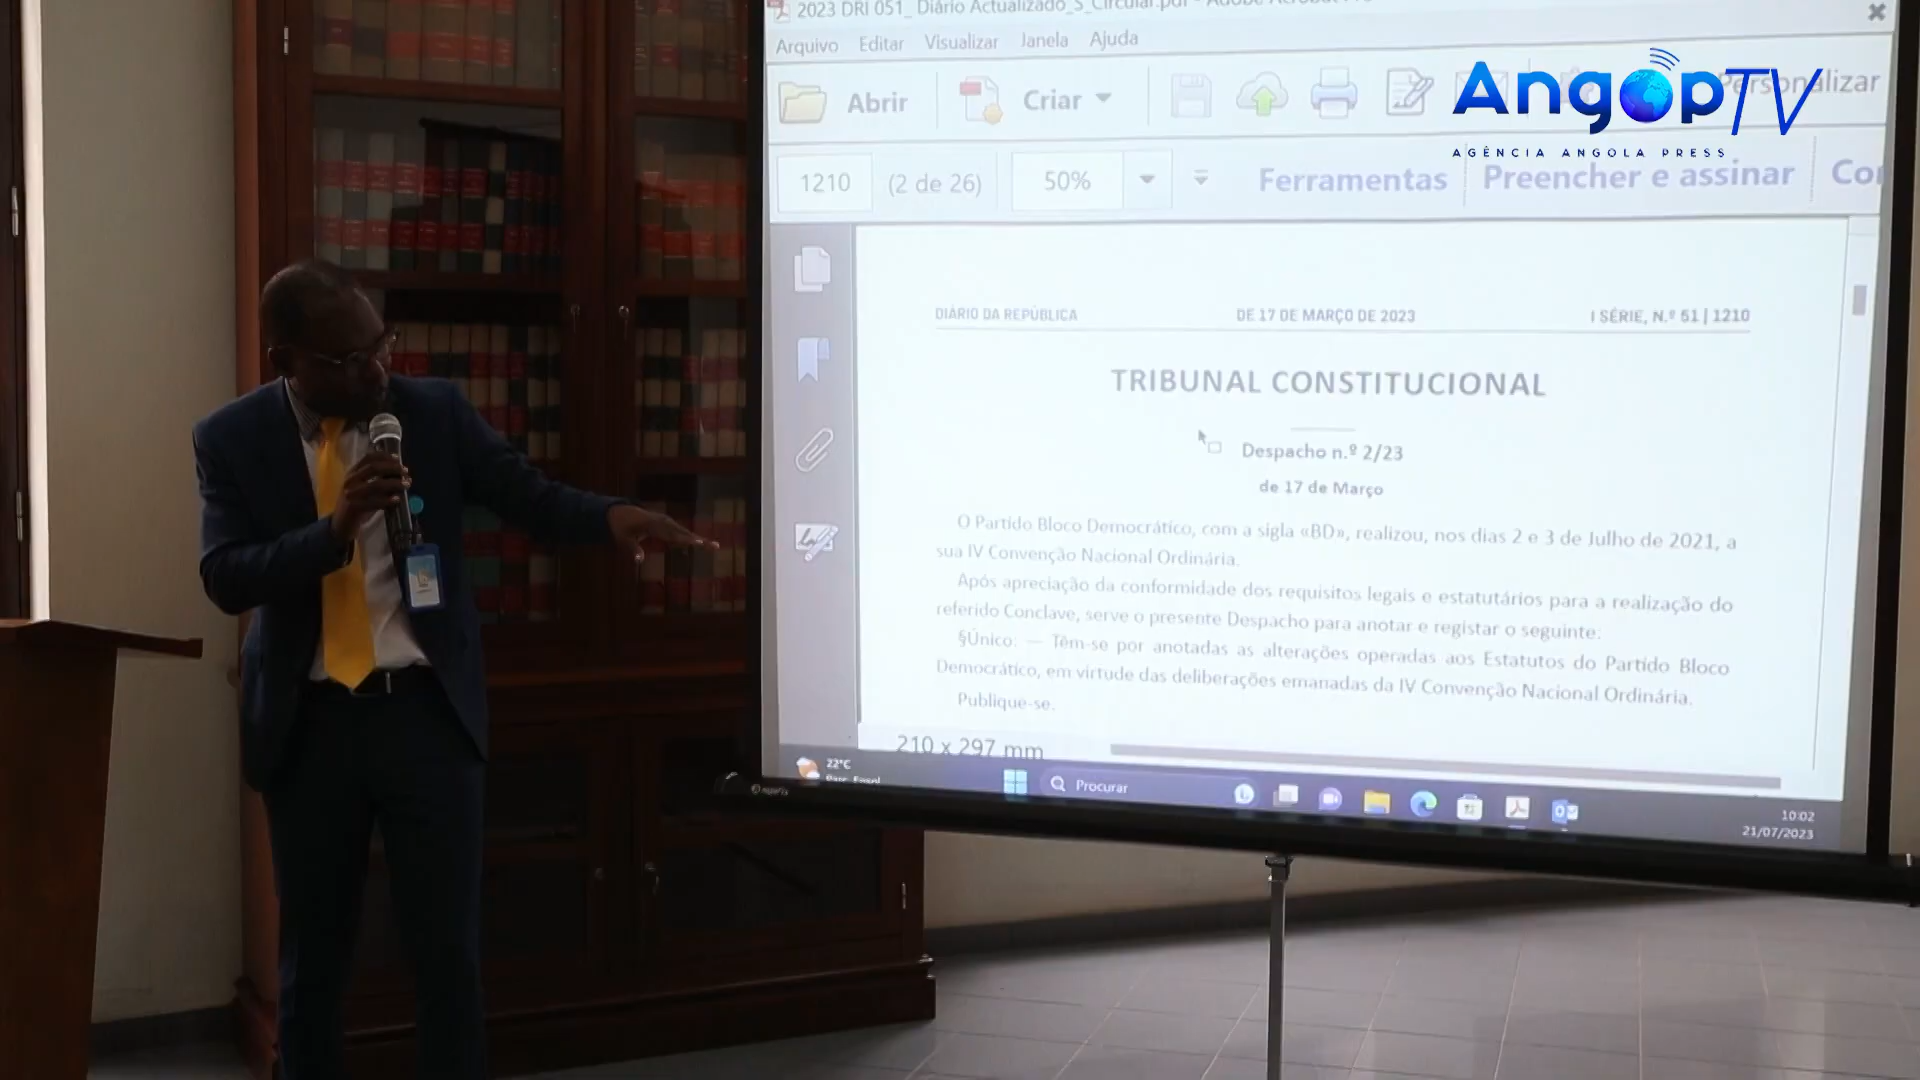 2023 DRI 051_ Diário Actualizado_S_Circular.pdf - Adobe Acrobat
Arquivo Editar Visualizar Janela Ajuda
Abrir Criar Personalizar
AngopTV
AGÊNCIA ANGOLA PRESS
1210 (2 de 26) 50% Ferramentas Preencher e assinar
DIÁRIO DA REPÚBLICA DE 17 DE MARÇO DE 2023 I SÉRIE, N.º 51 | 1210
TRIBUNAL CONSTITUCIONAL
Despacho n.º 2/23
de 17 de Março
O Partido Bloco Democrático, com a sigla «BD», realizou, nos dias 2 e 3 de Julho de 2021, a
sua IV Convenção Nacional Ordinária.
Após apreciação da conformidade dos requisitos legais e estatutários para a realização do
referido Conclave, serve o presente Despacho para anotar e registar o seguinte:
§Único: — Têm-se por anotadas as alterações operadas aos Estatutos do Partido Bloco
Democrático, em virtude das deliberações emanadas da IV Convenção Nacional Ordinária.
Publique-se.
210 x 297 mm
22°C
Parc. Ensol
Procurar
10:02
21/07/2023